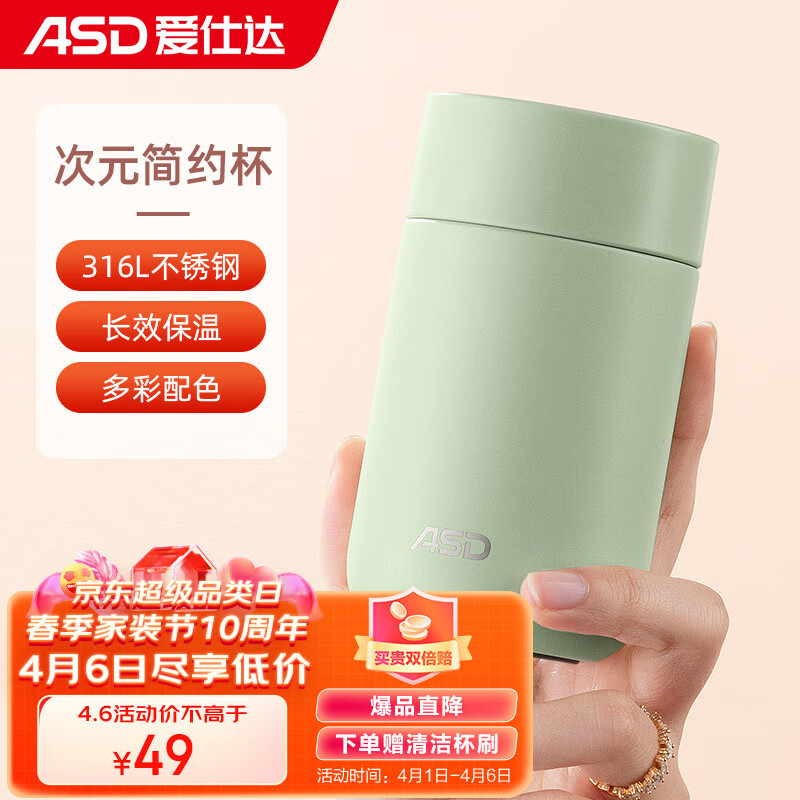 ASD爱仕达
次元简约杯
316L不锈钢
长效保温
多彩配色
ASD
京东超级品类日
春季家装节10周年
4月6日尽享低价
4.6活动价不高于
¥49
买贵双倍赔
爆品直降
下单赠清洁杯刷
活动时间：4月1日-4月6日